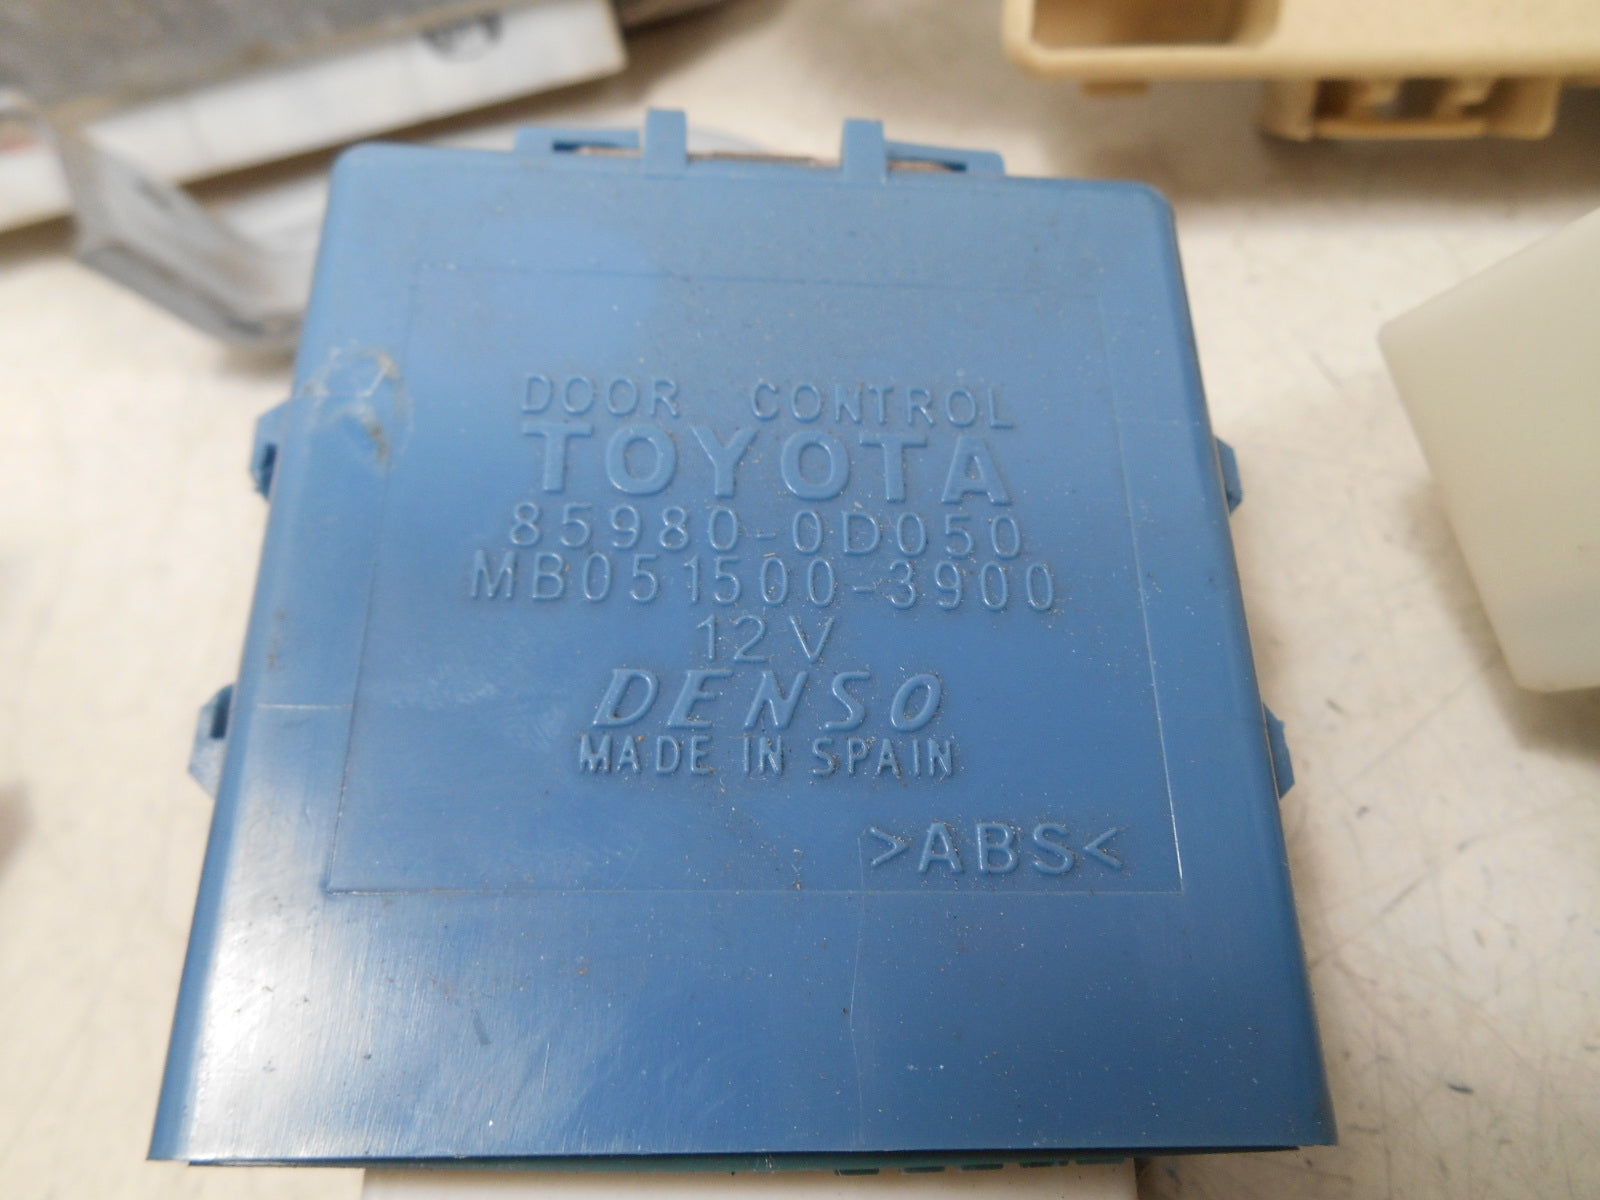 DOOR CONTROL
TOYOTA
85980-0D050
MB051500-3900
12V
DENSO
MADE IN SPAIN
>ABS<